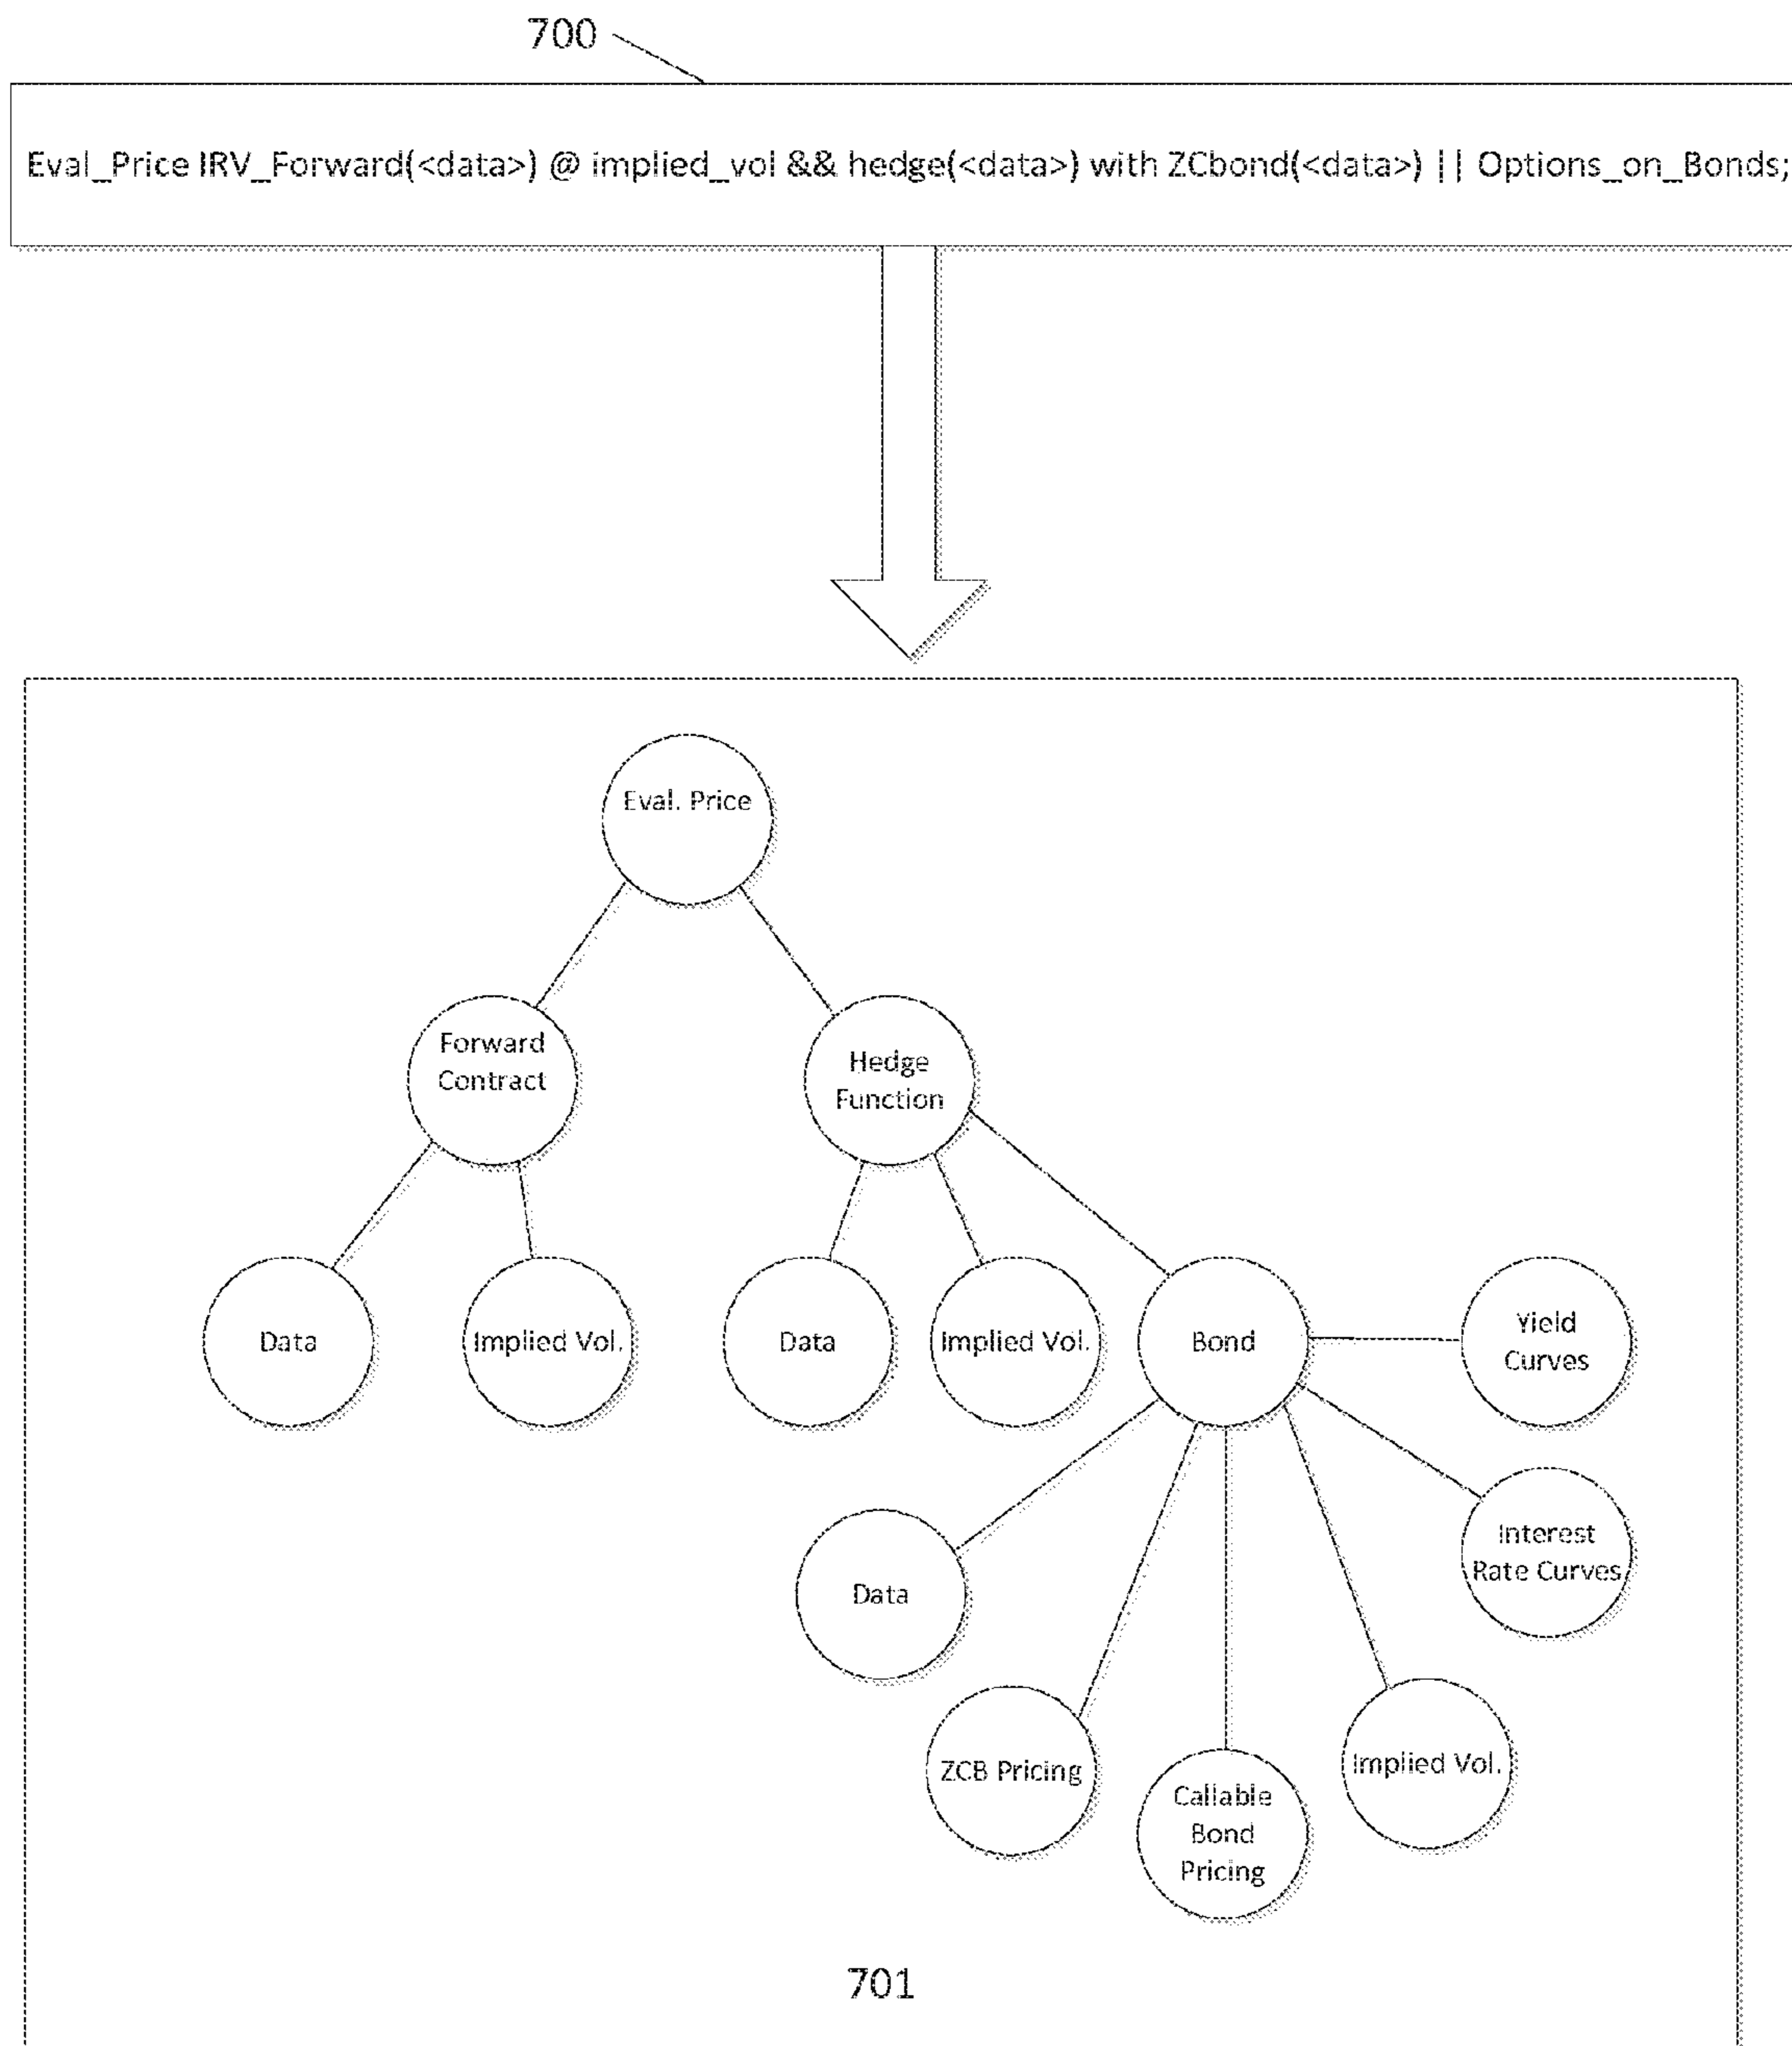 700
Eval_Price IRV_Forward(<data>) @ implied_vol && hedge(<data>) with ZCbond(<data>) || Options_on_Bonds;
Eval. Price
Forward
Contract
Hedge
Function
Data
Implied Vol.
Data
Implied Vol.
Bond
Yield
Curves
Interest
Rate Curves
Data
ZCB Pricing
Callable
Bond
Pricing
Implied Vol.
701